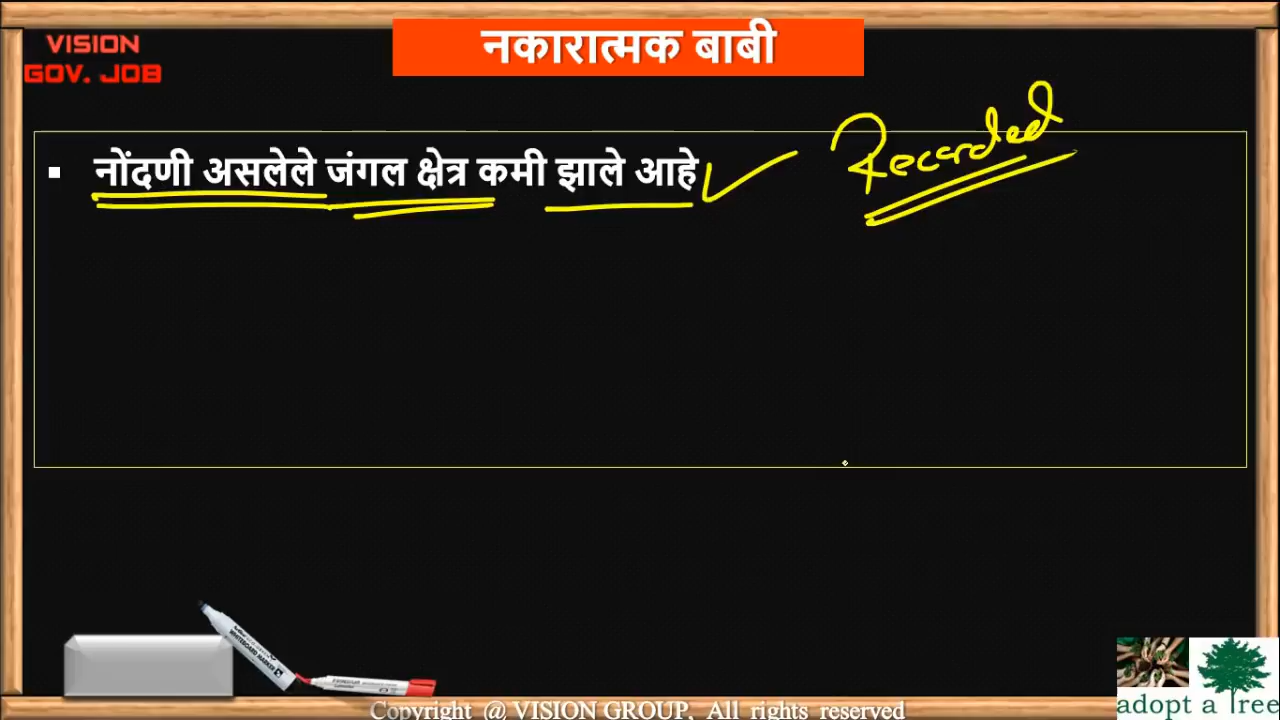 VISION
GOV. JOB
नकारात्मक बाबी
▪ नोंदणी असलेले जंगल क्षेत्र कमी झाले आहे
Recorded
adopt a Tree
Copyright @ VISION GROUP, All rights reserved